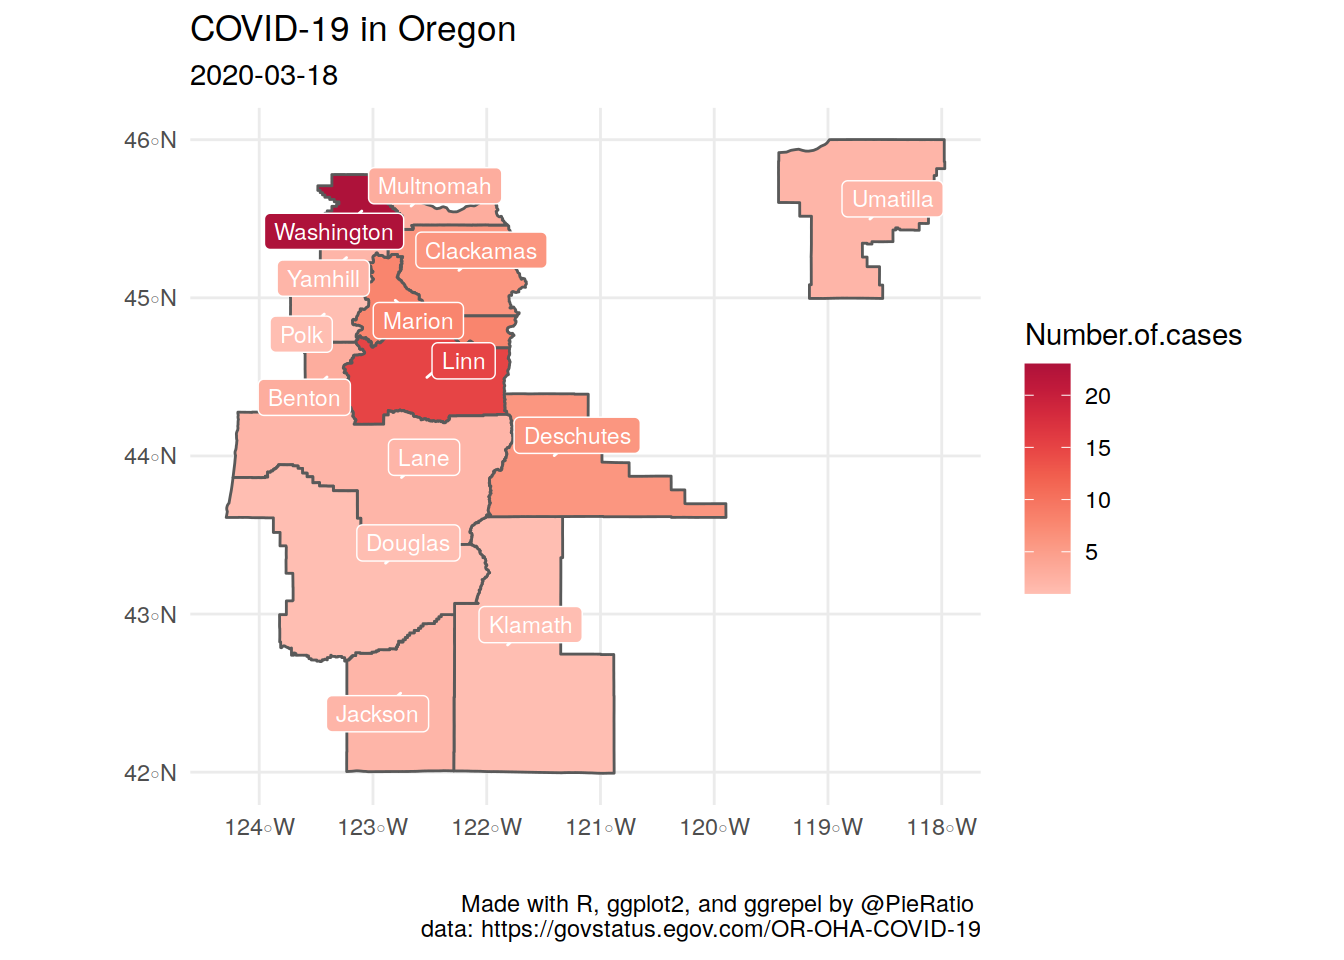 COVID-19 in Oregon
2020-03-18
46°N
45°N
44°N
43°N
42°N
Multnomah
Umatilla
Washington
Clackamas
Yamhill
Marion
Polk
Linn
Benton
Deschutes
Lane
Douglas
Klamath
Jackson
124°W 123°W 122°W 121°W 120°W 119°W 118°W
Number.of.cases
20
15
10
5
Made with R, ggplot2, and ggrepel by @PieRatio
data: https://govstatus.egov.com/OR-OHA-COVID-19